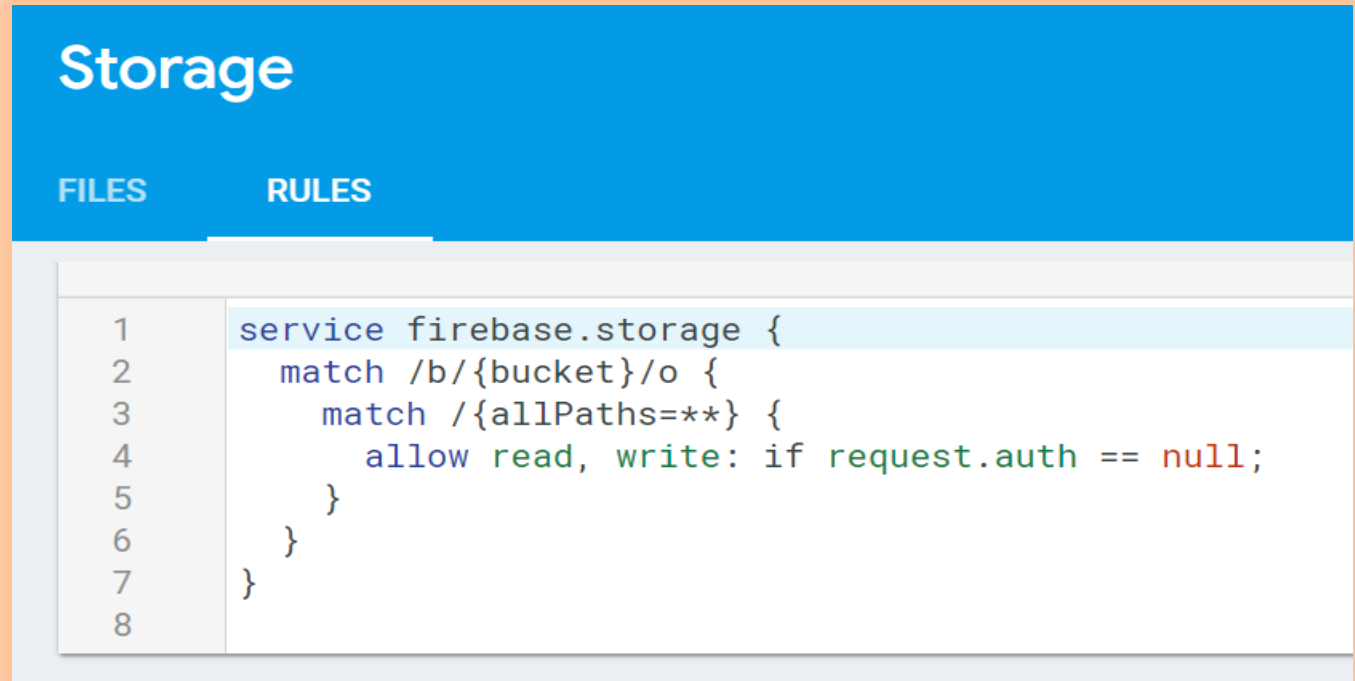 Storage
FILES RULES
1 service firebase.storage {
2 match /b/{bucket}/o {
3 match /{allPaths=**} {
4 allow read, write: if request.auth == null;
5 }
6 }
7 }
8